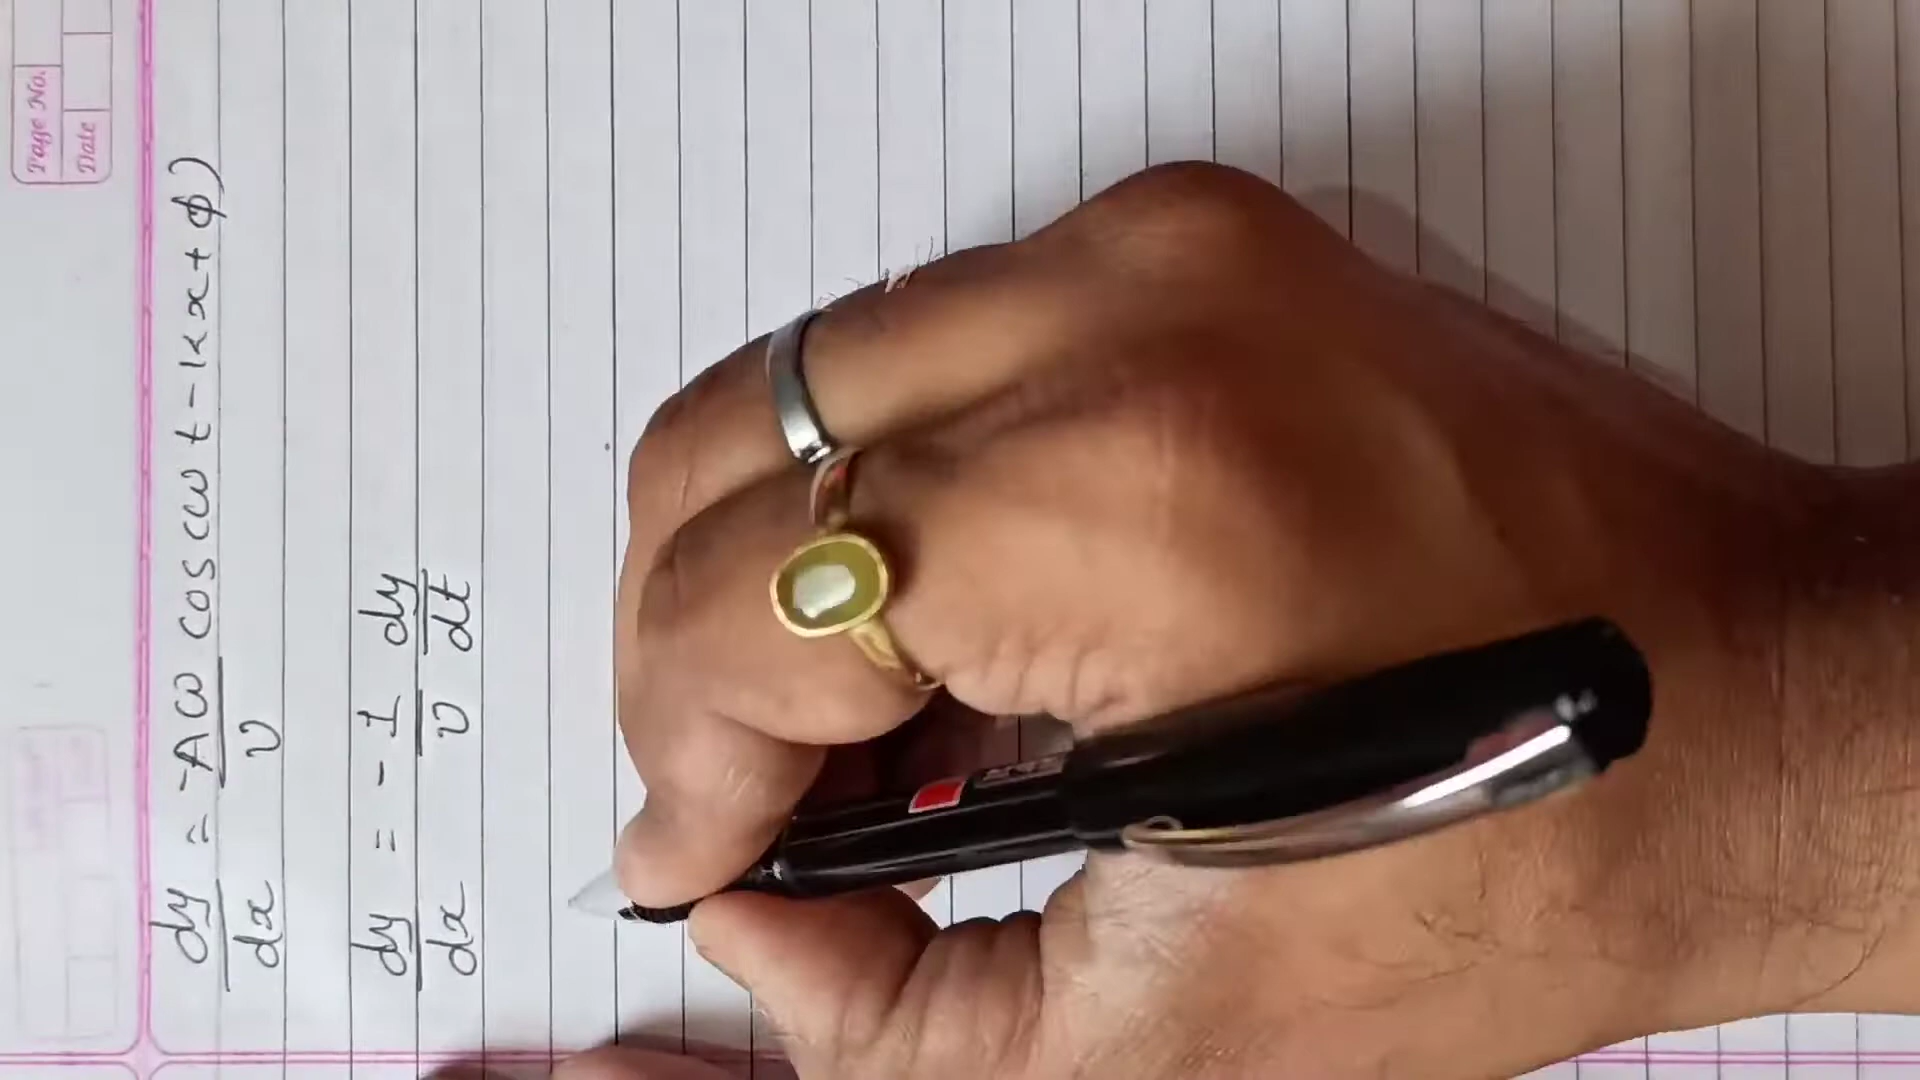 Page No.
Date
dy/dx = -Aω/v cos(ωt - kx + ϕ)
dy/dx = -1/v dy/dt